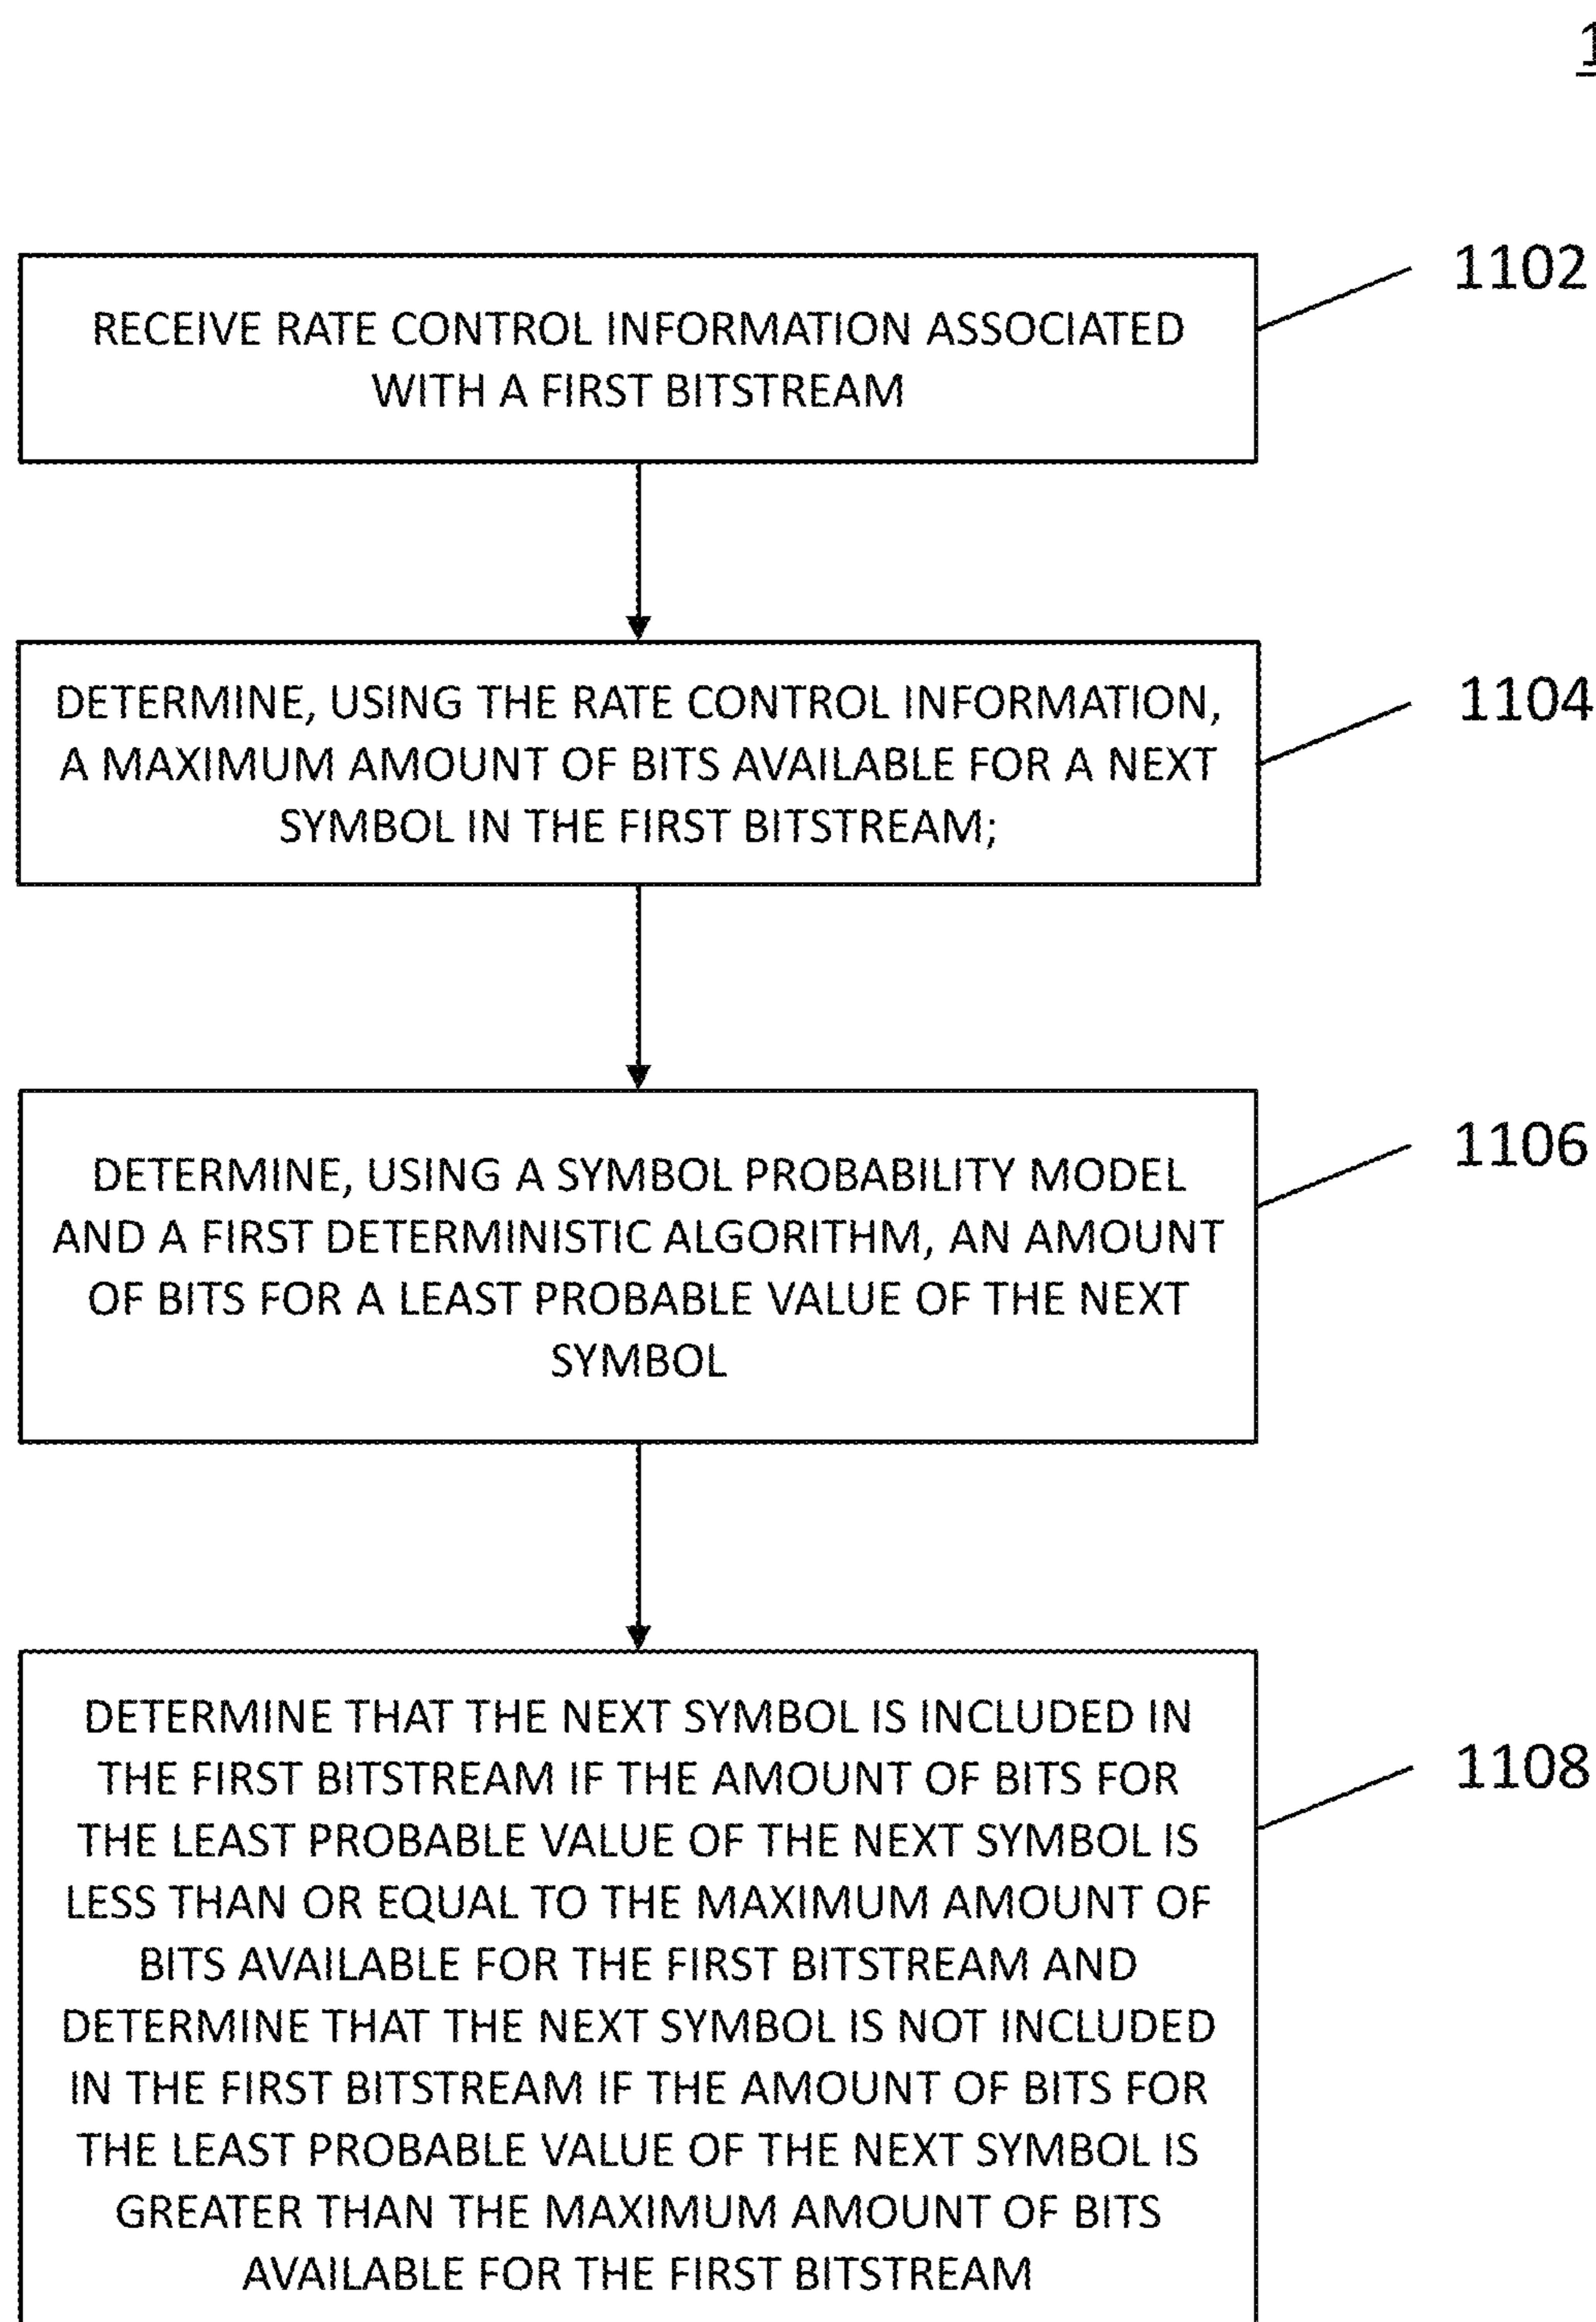 1
1102
RECEIVE RATE CONTROL INFORMATION ASSOCIATED
WITH A FIRST BITSTREAM
1104
DETERMINE, USING THE RATE CONTROL INFORMATION,
A MAXIMUM AMOUNT OF BITS AVAILABLE FOR A NEXT
SYMBOL IN THE FIRST BITSTREAM;
1106
DETERMINE, USING A SYMBOL PROBABILITY MODEL
AND A FIRST DETERMINISTIC ALGORITHM, AN AMOUNT
OF BITS FOR A LEAST PROBABLE VALUE OF THE NEXT
SYMBOL
1108
DETERMINE THAT THE NEXT SYMBOL IS INCLUDED IN
THE FIRST BITSTREAM IF THE AMOUNT OF BITS FOR
THE LEAST PROBABLE VALUE OF THE NEXT SYMBOL IS
LESS THAN OR EQUAL TO THE MAXIMUM AMOUNT OF
BITS AVAILABLE FOR THE FIRST BITSTREAM AND
DETERMINE THAT THE NEXT SYMBOL IS NOT INCLUDED
IN THE FIRST BITSTREAM IF THE AMOUNT OF BITS FOR
THE LEAST PROBABLE VALUE OF THE NEXT SYMBOL IS
GREATER THAN THE MAXIMUM AMOUNT OF BITS
AVAILABLE FOR THE FIRST BITSTREAM